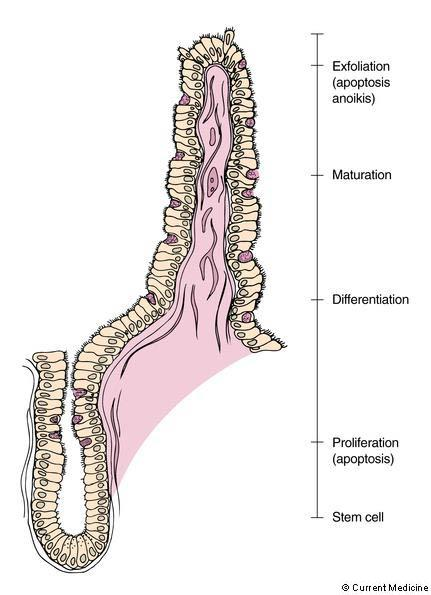 Exfoliation
(apoptosis
anoikis)
Maturation
Differentiation
Proliferation
(apoptosis)
Stem cell
© Current Medicine